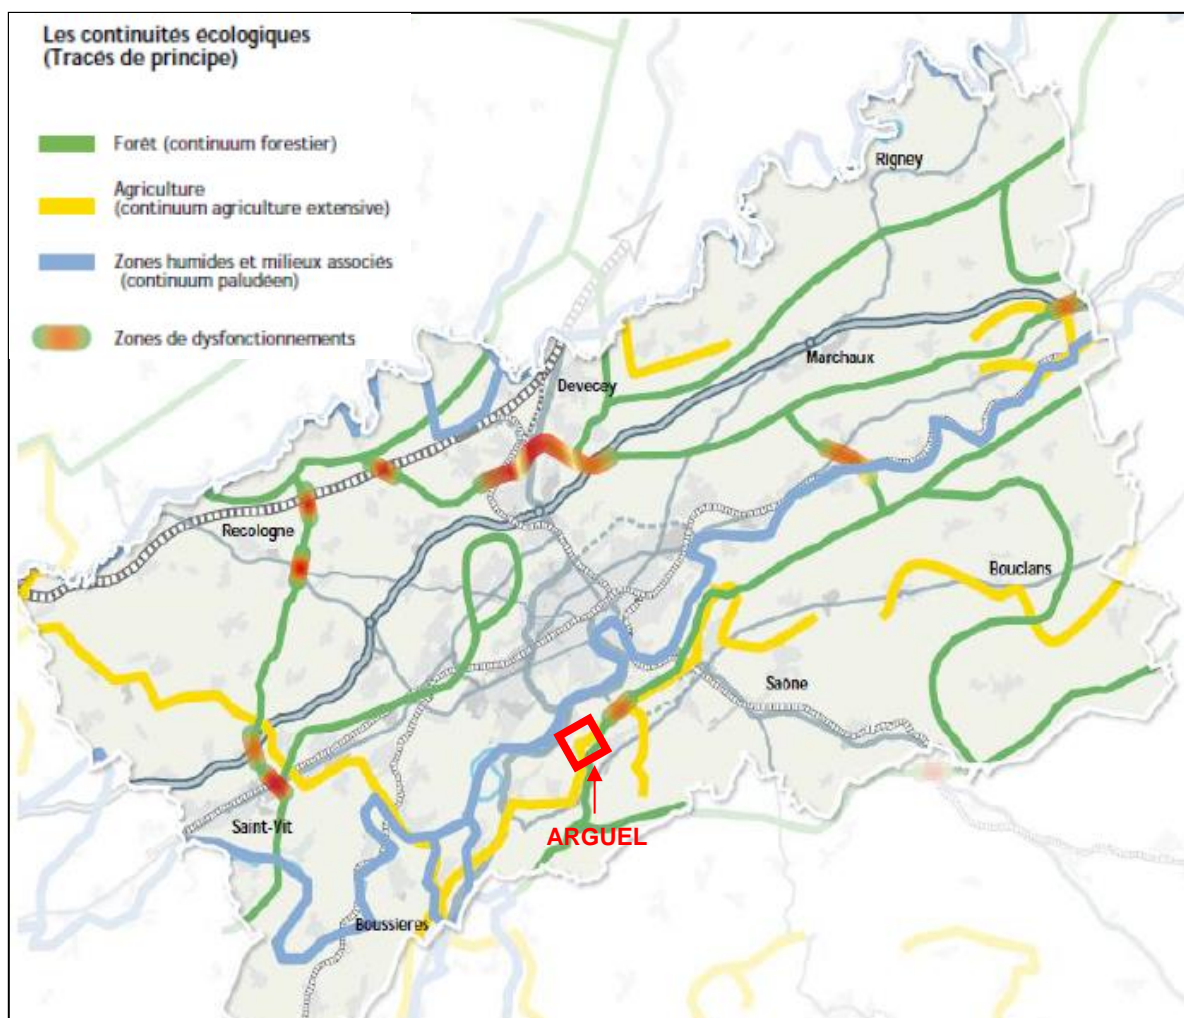 Les continuités écologiques
(Tracés de principe)
Forêt (continuum forestier)
Agriculture
(continuum agriculture extensive)
Zones humides et milieux associés
(continuum paludéen)
Zones de dysfonctionnements
Rigney
Marchaux
Devecey
Recologne
Bouclans
Saône
ARGUEL
Saint-Vit
Boussieres